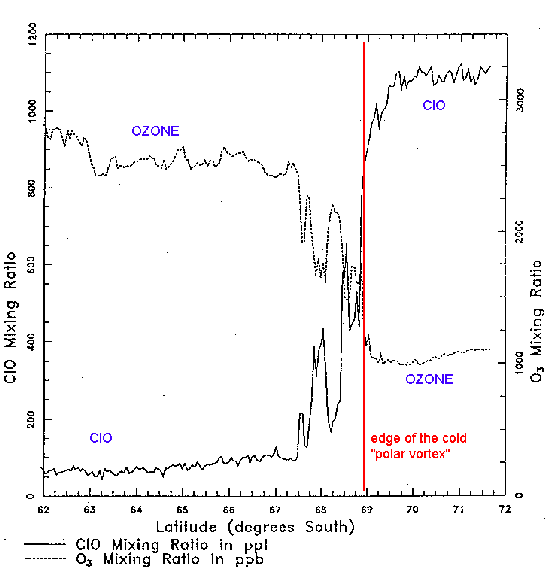 1200
1000
800
600
400
200
0
ClO Mixing Ratio
OZONE
ClO
ClO
OZONE
edge of the cold
"polar vortex"
3000
2000
1000
0
O3 Mixing Ratio
62 63 64 65 66 67 68 69 70 71 72
Latitude (degrees South)
ClO Mixing Ratio in ppt
O3 Mixing Ratio in ppb